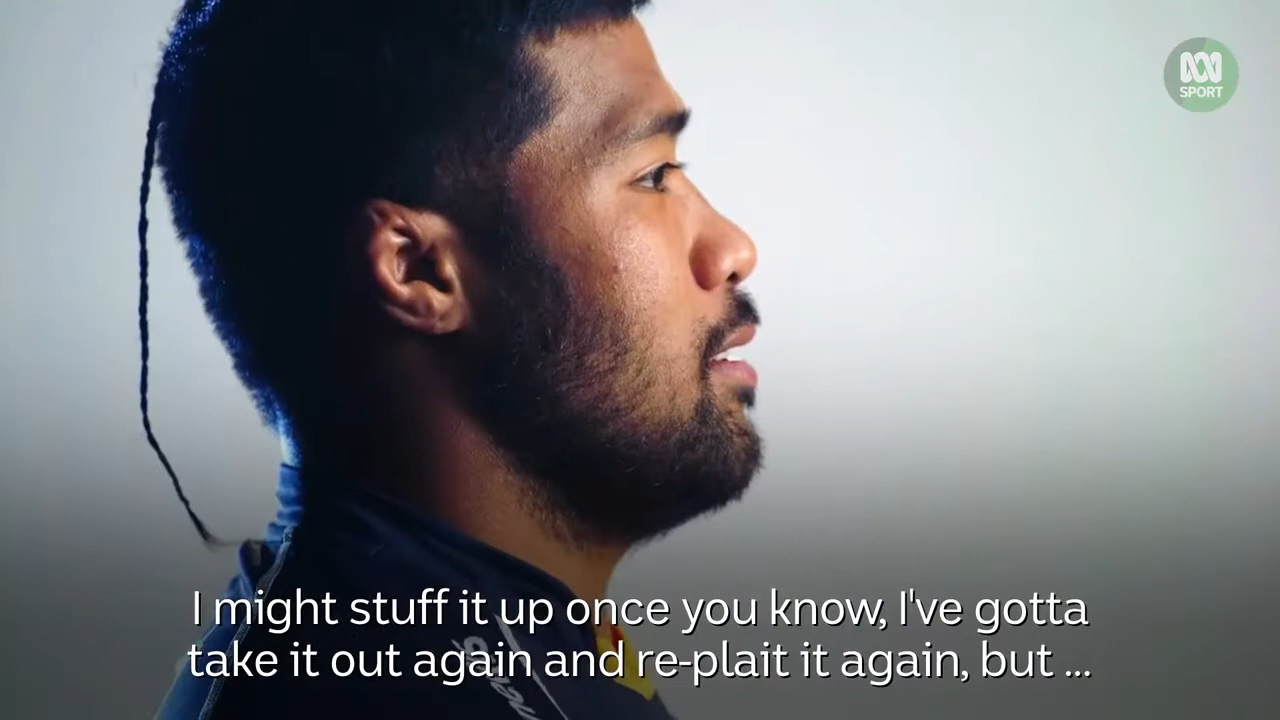 SPORT
I might stuff it up once you know, I've gotta
take it out again and re-plait it again, but ...